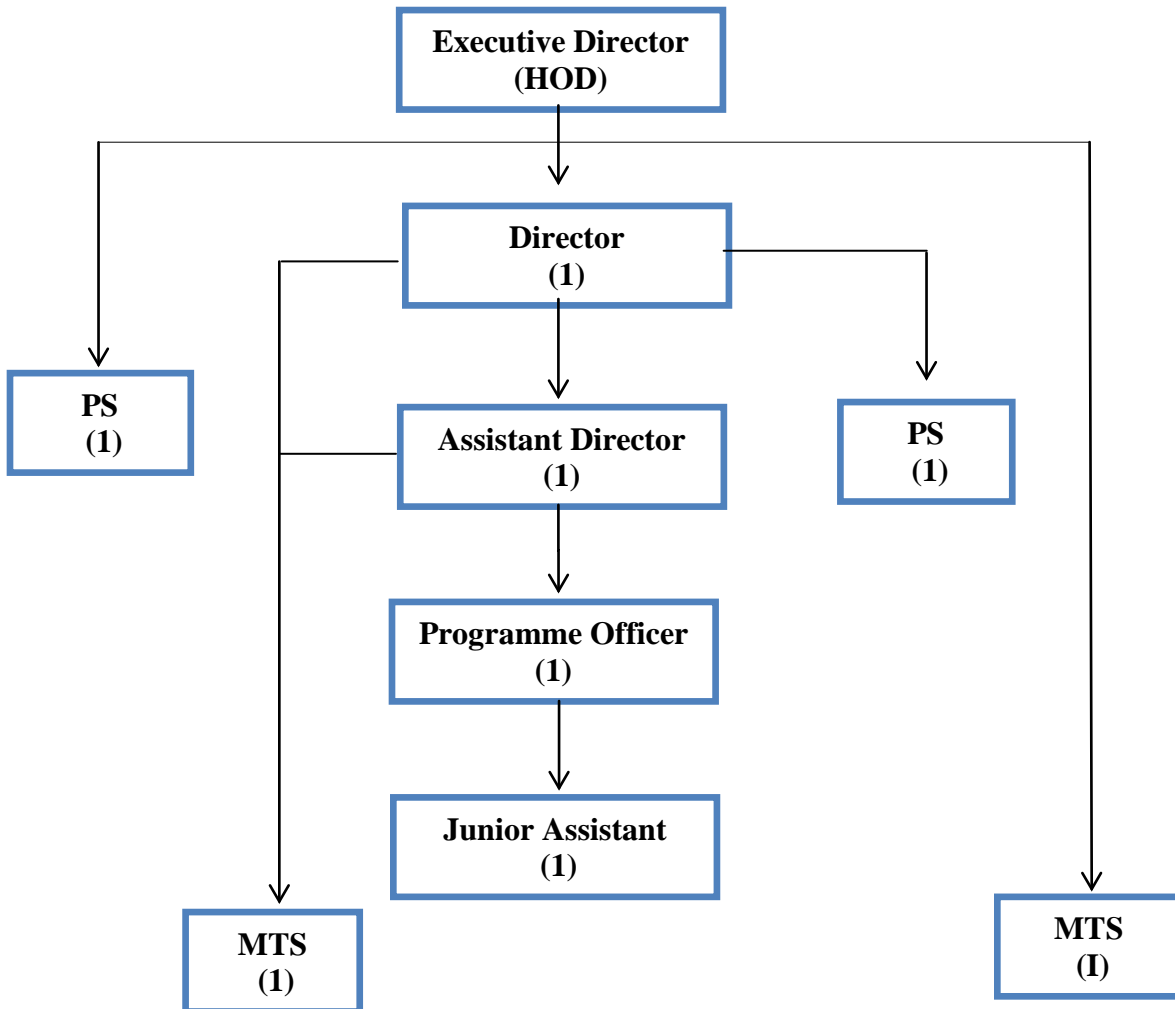 Executive Director
(HOD)
Director
(1)
PS
(1)
Assistant Director
(1)
PS
(1)
Programme Officer
(1)
Junior Assistant
(1)
MTS
(1)
MTS
(I)